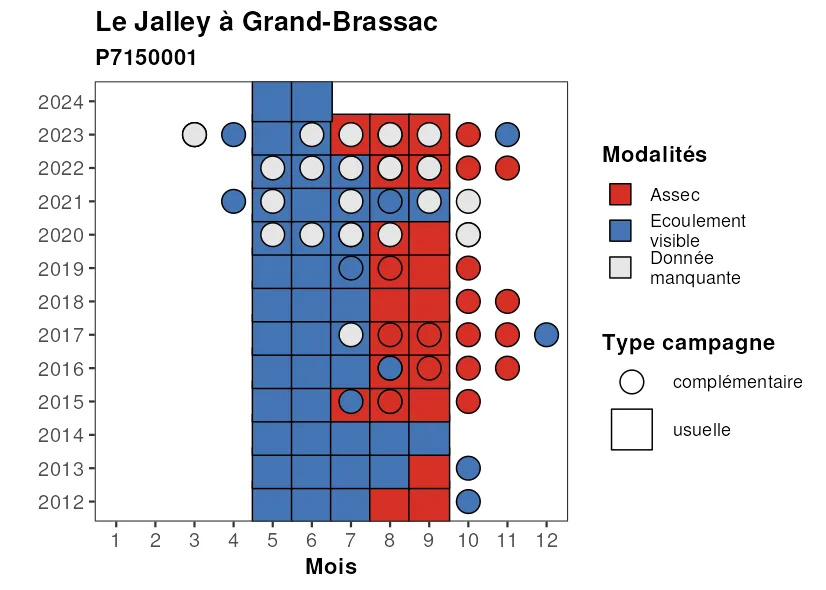 Le Jalley à Grand-Brassac
P7150001
2024
2023
2022
2021
2020
2019
2018
2017
2016
2015
2014
2013
2012
1 2 3 4 5 6 7 8 9 10 11 12
Mois
Modalités
Assec
Ecoulement
visible
Donnée
manquante
Type campagne
complémentaire
usuelle